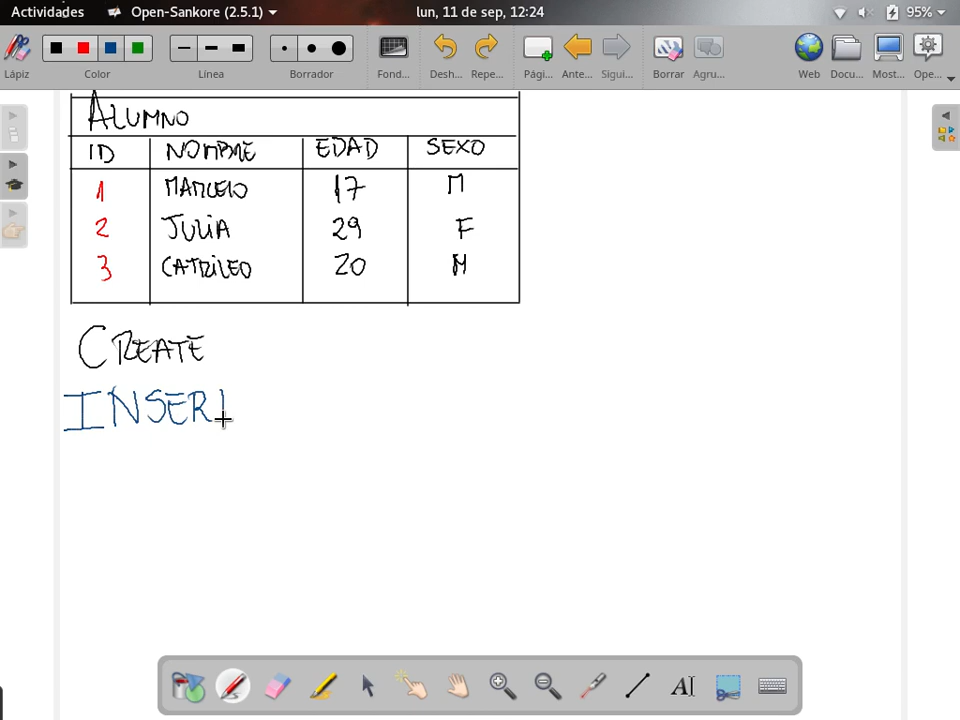 Actividades Open-Sankore (2.5.1) lun, 11 de sep, 12:24 95%
Lápiz Color Línea Borrador Fond... Desh... Repe... Pági... Ante... Sigui... Borrar Agru... Web Docu... Most... Ope...
ALUMNO
ID NOMBRE EDAD SEXO
1 MARCELO 17 M
2 JULIA 29 F
3 CATRILEO 20 M
CREATE
INSER